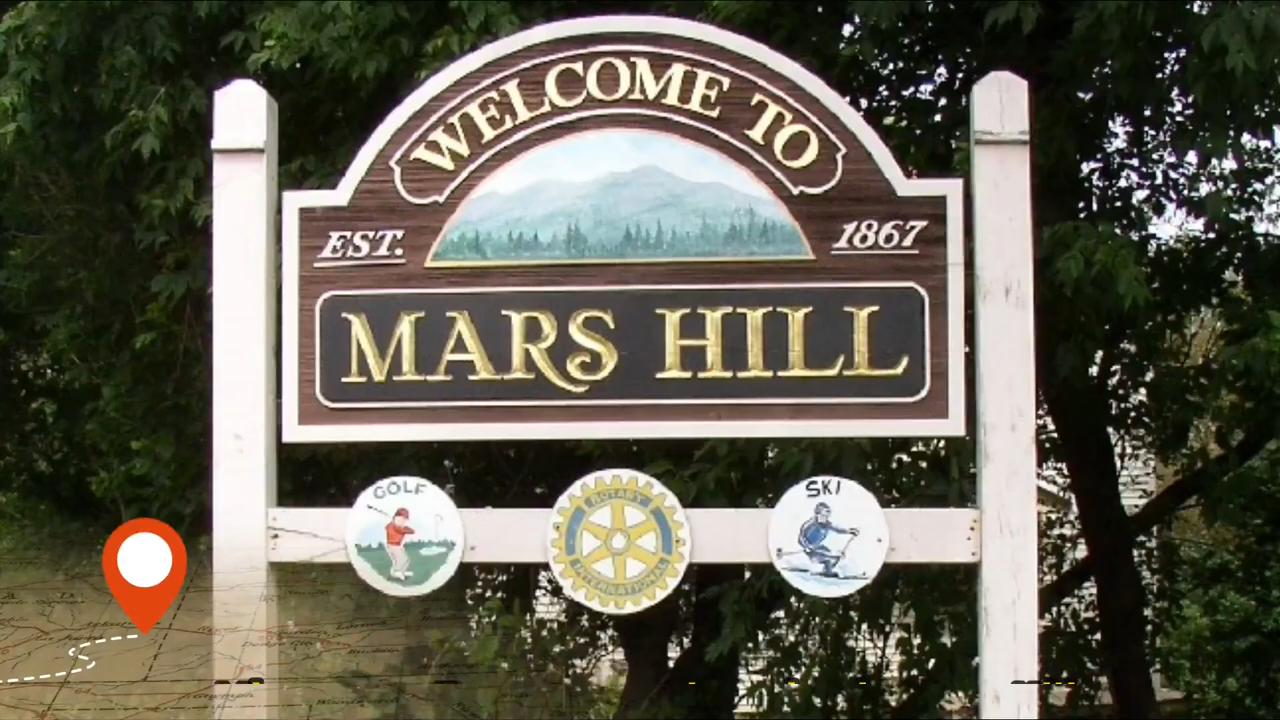 WELCOME TO
EST. 1867
MARS HILL
GOLF
ROTARY
INTERNATIONAL
SKI